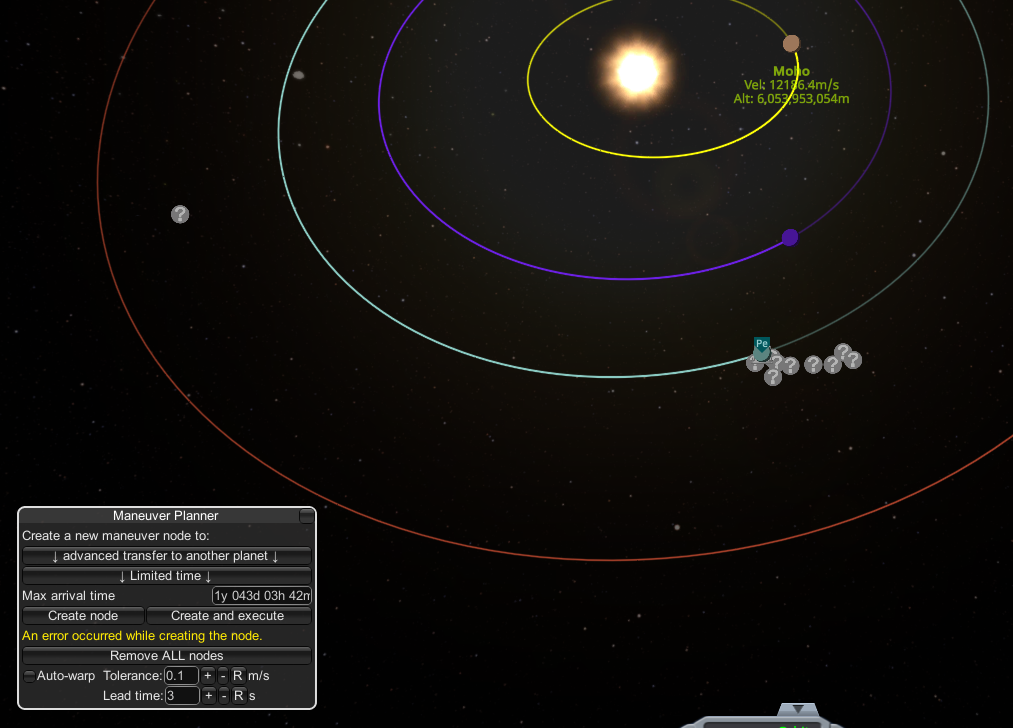 Moho
Vel: 12186.4m/s
Alt: 6,053,953,054m
?
Pe
? ? ? ? ? ? ? ?
Maneuver Planner
Create a new maneuver node to:
↓ advanced transfer to another planet ↓
↓ Limited time ↓
Max arrival time 1y 043d 03h 42m
Create node Create and execute
An error occurred while creating the node.
Remove ALL nodes
Auto-warp Tolerance: 0.1 + - R m/s
Lead time: 3 + - R s